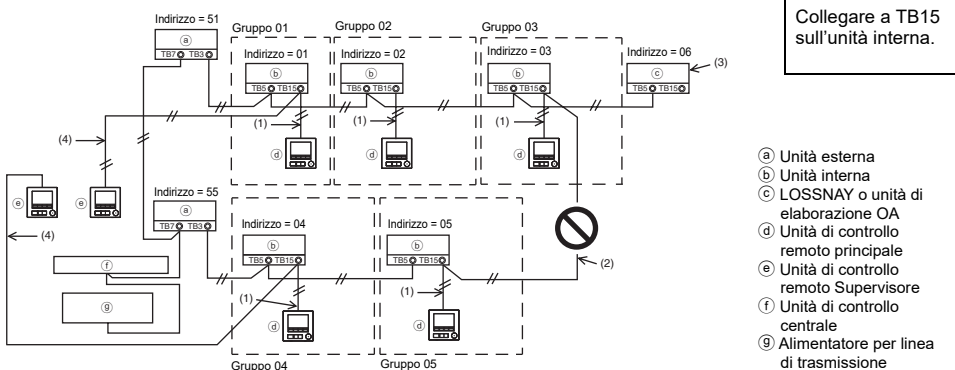 Indirizzo = 51
ⓐ
TB7 TB3
Gruppo 01
Indirizzo = 01
ⓑ
TB5 TB15
(1)
ⓓ
Gruppo 02
Indirizzo = 02
ⓑ
TB5 TB15
(1)
ⓓ
Gruppo 03
Indirizzo = 03
ⓑ
TB5 TB15
(1)
ⓓ
Indirizzo = 06
ⓒ
TB5 TB15
(3)
(4)
ⓔ
ⓔ
(4)
Indirizzo = 55
ⓐ
TB7 TB3
ⓕ
ⓖ
Indirizzo = 04
ⓑ
TB5 TB15
(1)
ⓓ
Gruppo 04
Indirizzo = 05
ⓑ
TB5 TB15
(1)
ⓓ
Gruppo 05
(2)
Collegare a TB15
sull'unità interna.
ⓐ Unità esterna
ⓑ Unità interna
ⓒ LOSSNAY o unità di
elaborazione OA
ⓓ Unità di controllo
remoto principale
ⓔ Unità di controllo
remoto Supervisore
ⓕ Unità di controllo
centrale
ⓖ Alimentatore per linea
di trasmissione